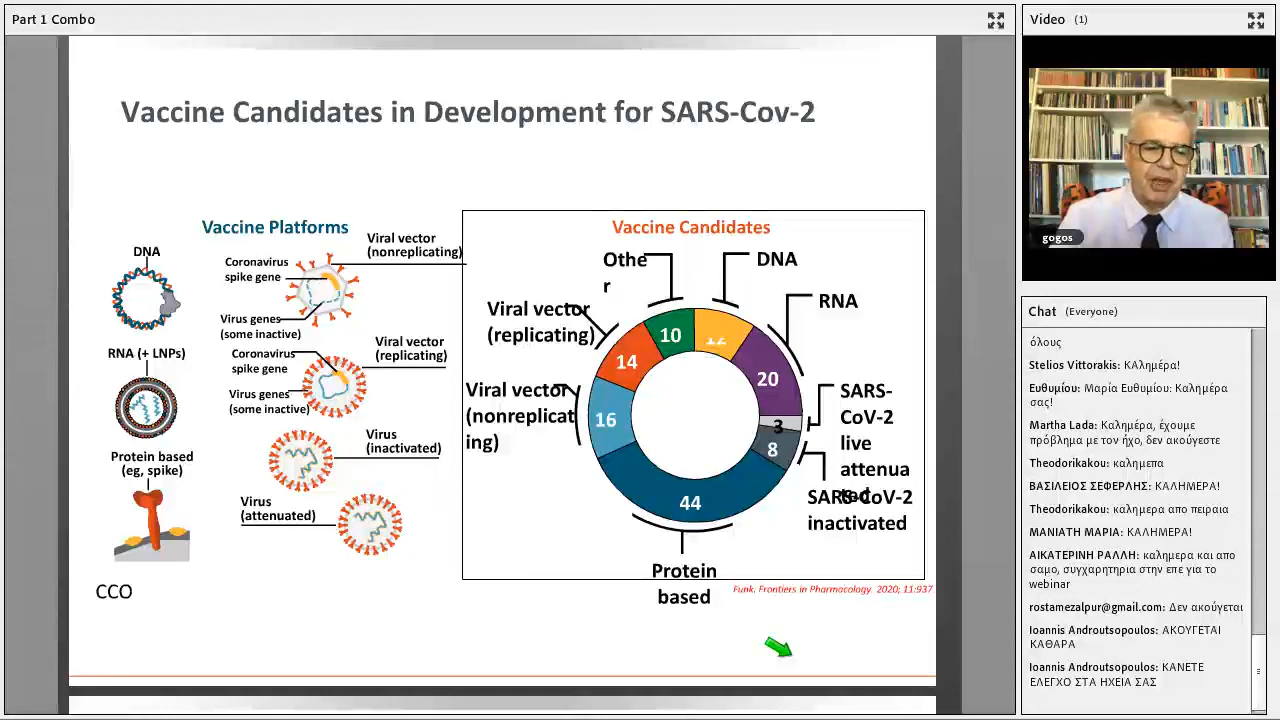 Part 1 Combo
Vaccine Candidates in Development for SARS-Cov-2
Vaccine Platforms
DNA
RNA (+ LNPs)
Protein based
(eg, spike)
Viral vector
(nonreplicating)
Coronavirus
spike gene
Virus genes
(some inactive)
Viral vector
(replicating)
Coronavirus
spike gene
Virus genes
(some inactive)
Virus
(inactivated)
Virus
(attenuated)
CCO
Vaccine Candidates
Othe
r
DNA
RNA
Viral vector
(replicating)
Viral vector
(nonreplicat
ing)
SARS-
CoV-2
live
attenua
ted
SARS-CoV-2
inactivated
Protein
based
10
12
14
20
16
3
8
44
Funk. Frontiers in Pharmacology. 2020; 11:937.
Video (1)
gogos
Chat (Everyone)
όλους
Stelios Vittorakis: ΚΑλημέρα!
Ευθυμίου: Μαρία Ευθυμίου: Καλημέρα
σας!
Martha Lada: Καλημέρα, έχουμε
πρόβλημα με τον ήχο, δεν ακούγεστε
Theodorikakou: καλημεπα
ΒΑΣΙΛΕΙΟΣ ΣΕΦΕΡΛΗΣ: ΚΑΛΗΜΕΡΑ!
Theodorikakou: καλημερα απο πειραια
ΜΑΝΙΑΤΗ ΜΑΡΙΑ: ΚΑΛΗΜΕΡΑ!
ΑΙΚΑΤΕΡΙΝΗ ΡΑΛΛΗ: καλημερα και απο
σαμο, συγχαρητηρια στην επε για το
webinar
rostamezalpur@gmail.com: Δεν ακούγεται
Ioannis Androutsopoulos: ΑΚΟΥΓΕΤΑΙ
ΚΑΘΑΡΑ
Ioannis Androutsopoulos: ΚΑΝΕΤΕ
ΕΛΕΓΧΟ ΣΤΑ ΗΧΕΙΑ ΣΑΣ